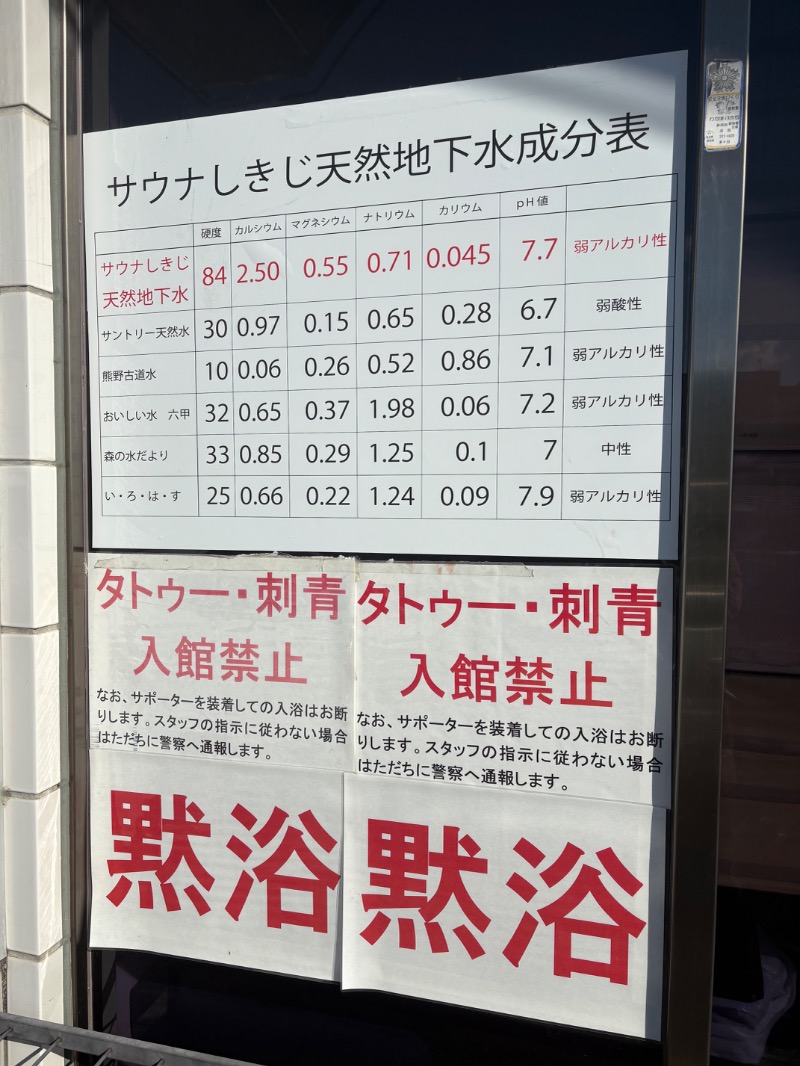 サウナしきじ天然地下水成分表
硬度 カルシウム マグネシウム ナトリウム カリウム pH値
サウナしきじ
天然地下水 84 2.50 0.55 0.71 0.045 7.7 弱アルカリ性
サントリー天然水 30 0.97 0.15 0.65 0.28 6.7 弱酸性
熊野古道水 10 0.06 0.26 0.52 0.86 7.1 弱アルカリ性
おいしい水 六甲 32 0.65 0.37 1.98 0.06 7.2 弱アルカリ性
森の水だより 33 0.85 0.29 1.25 0.1 7 中性
い・ろ・は・す 25 0.66 0.22 1.24 0.09 7.9 弱アルカリ性
タトゥー・刺青
入館禁止
なお、サポーターを装着しての入浴はお断
りします。スタッフの指示に従わない場合
はただちに警察へ通報します。
タトゥー・刺青
入館禁止
なお、サポーターを装着しての入浴はお断
りします。スタッフの指示に従わない場合
はただちに警察へ通報します。
黙浴
黙浴